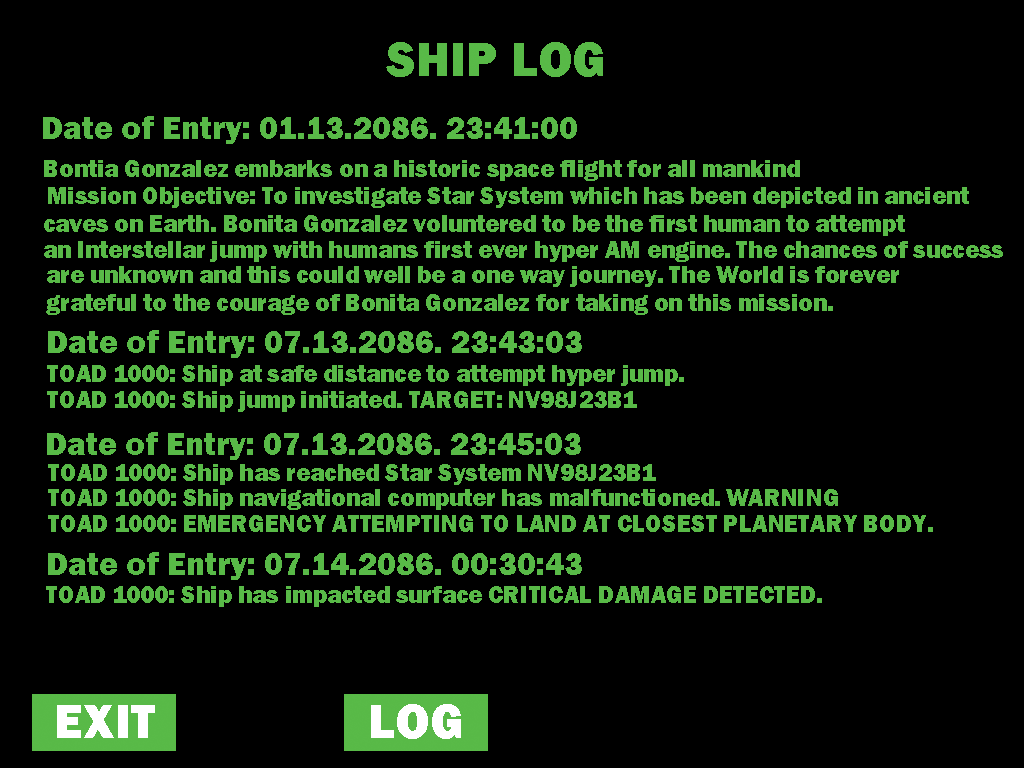 SHIP LOG
Date of Entry: 01.13.2086. 23:41:00
Bontia Gonzalez embarks on a historic space flight for all mankind
Mission Objective: To investigate Star System which has been depicted in ancient
caves on Earth. Bonita Gonzalez voluntered to be the first human to attempt
an Interstellar jump with humans first ever hyper AM engine. The chances of success
are unknown and this could well be a one way journey. The World is forever
grateful to the courage of Bonita Gonzalez for taking on this mission.
Date of Entry: 07.13.2086. 23:43:03
TOAD 1000: Ship at safe distance to attempt hyper jump.
TOAD 1000: Ship jump initiated. TARGET: NV98J23B1
Date of Entry: 07.13.2086. 23:45:03
TOAD 1000: Ship has reached Star System NV98J23B1
TOAD 1000: Ship navigational computer has malfunctioned. WARNING
TOAD 1000: EMERGENCY ATTEMPTING TO LAND AT CLOSEST PLANETARY BODY.
Date of Entry: 07.14.2086. 00:30:43
TOAD 1000: Ship has impacted surface CRITICAL DAMAGE DETECTED.
EXIT LOG